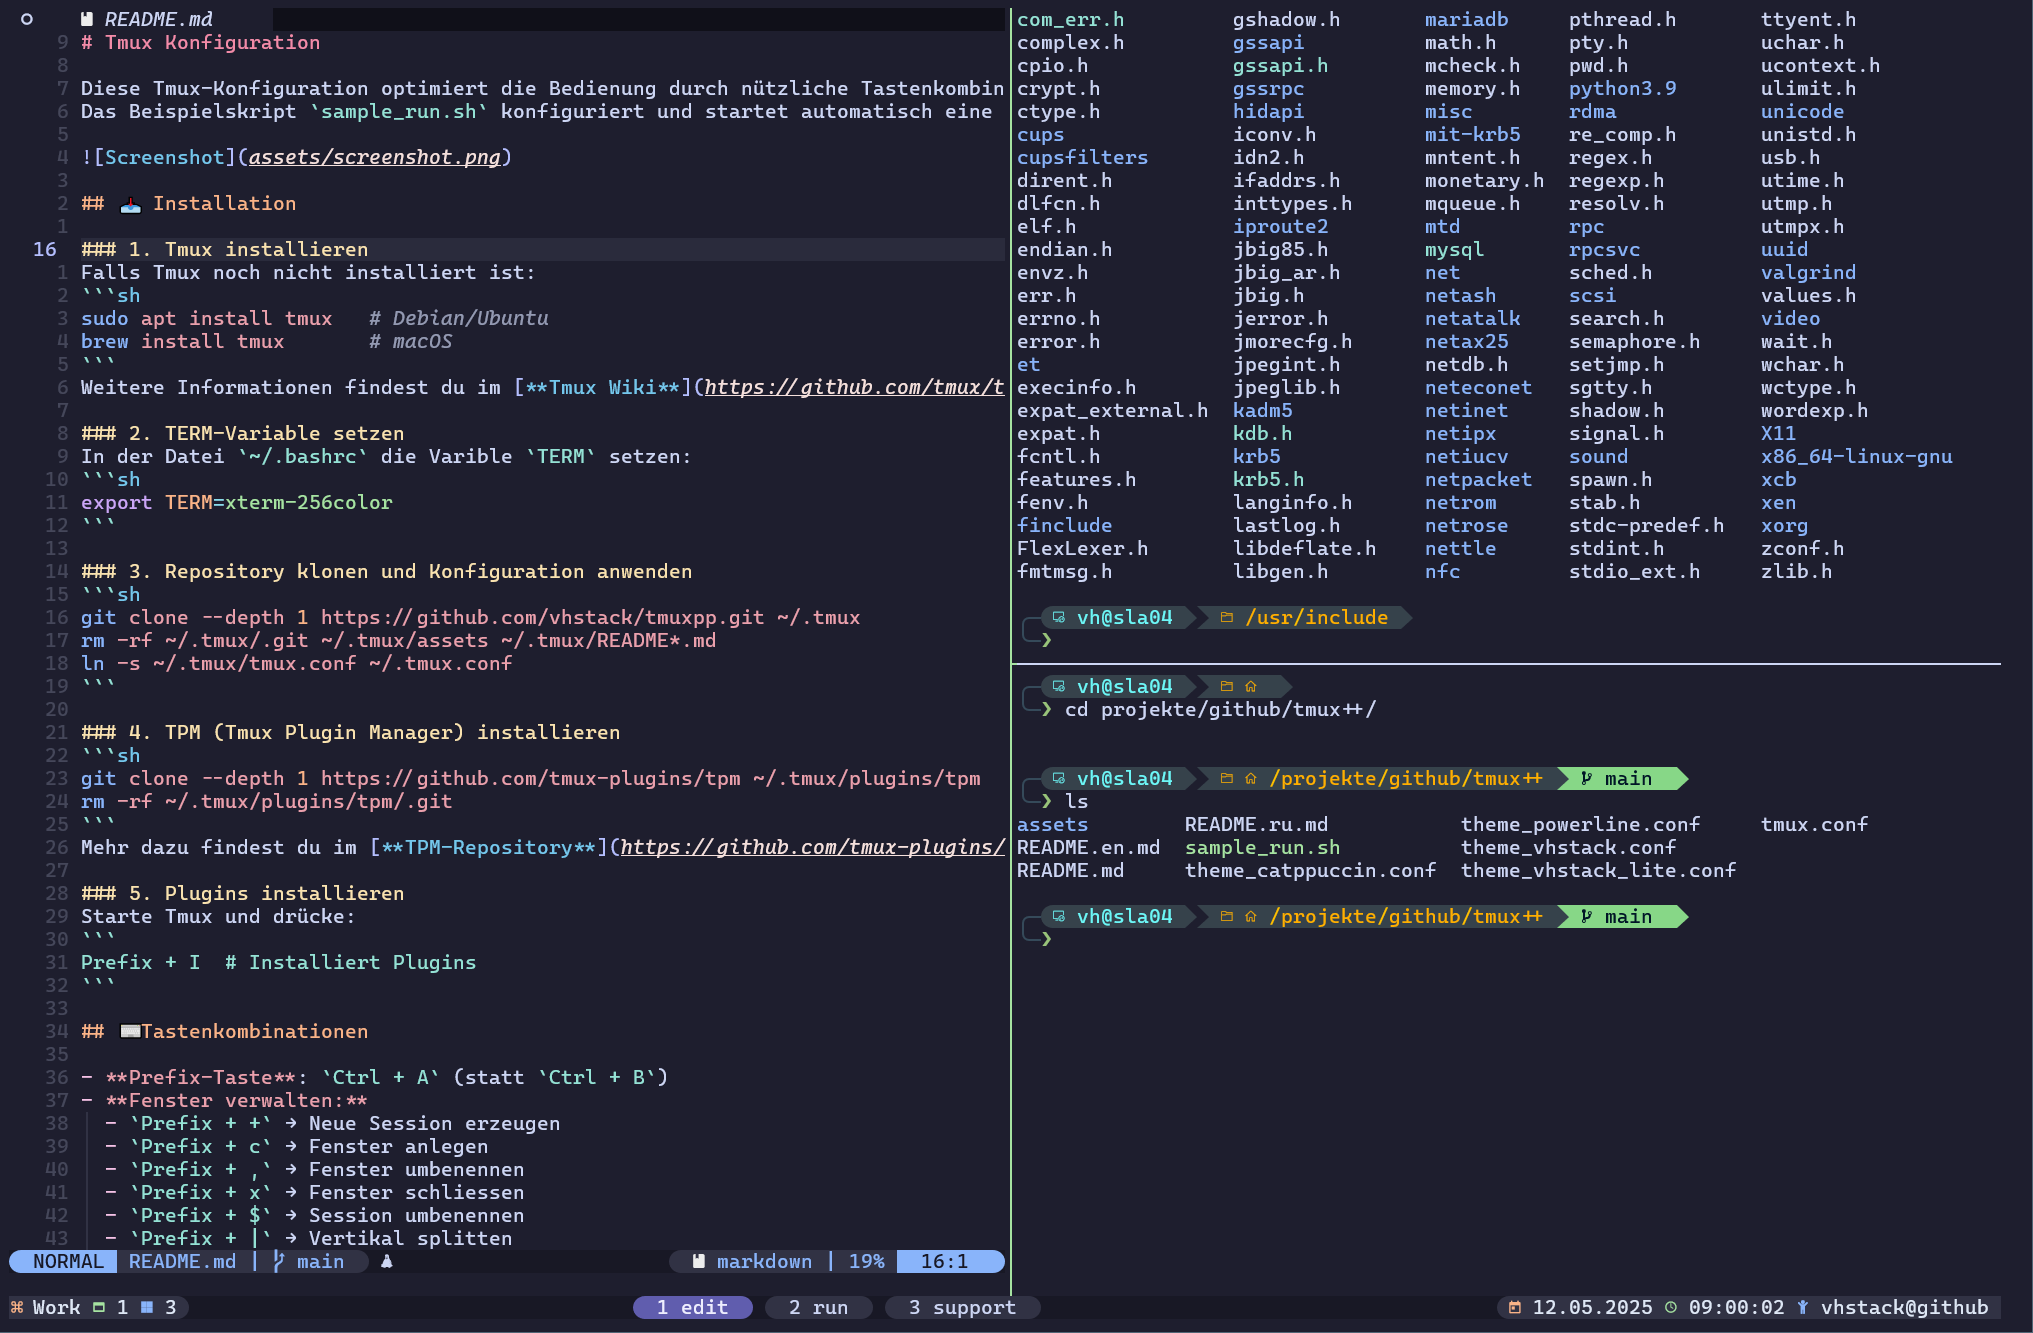 README.md
9 # Tmux Konfiguration
8
7 Diese Tmux-Konfiguration optimiert die Bedienung durch nützliche Tastenkombin
6 Das Beispielskript `sample_run.sh` konfiguriert und startet automatisch eine
5
4 ![Screenshot](assets/screenshot.png)
3
2 ## 📥 Installation
1
16 ### 1. Tmux installieren
1 Falls Tmux noch nicht installiert ist:
2 ```sh
3 sudo apt install tmux   # Debian/Ubuntu
4 brew install tmux       # macOS
5 ```
6 Weitere Informationen findest du im [**Tmux Wiki**](https://github.com/tmux/t
7
8 ### 2. TERM-Variable setzen
9 In der Datei `~/.bashrc` die Varible `TERM` setzen:
10 ```sh
11 export TERM=xterm-256color
12 ```
13
14 ### 3. Repository klonen und Konfiguration anwenden
15 ```sh
16 git clone --depth 1 https://github.com/vhstack/tmuxpp.git ~/.tmux
17 rm -rf ~/.tmux/.git ~/.tmux/assets ~/.tmux/README*.md
18 ln -s ~/.tmux/tmux.conf ~/.tmux.conf
19 ```
20
21 ### 4. TPM (Tmux Plugin Manager) installieren
22 ```sh
23 git clone --depth 1 https://github.com/tmux-plugins/tpm ~/.tmux/plugins/tpm
24 rm -rf ~/.tmux/plugins/tpm/.git
25 ```
26 Mehr dazu findest du im [**TPM-Repository**](https://github.com/tmux-plugins/
27
28 ### 5. Plugins installieren
29 Starte Tmux und drücke:
30 ```
31 Prefix + I  # Installiert Plugins
32 ```
33
34 ## ⌨️Tastenkombinationen
35
36 - **Prefix-Taste**: `Ctrl + A` (statt `Ctrl + B`)
37 - **Fenster verwalten:**
38   - `Prefix + +` → Neue Session erzeugen
39   - `Prefix + c` → Fenster anlegen
40   - `Prefix + ,` → Fenster umbenennen
41   - `Prefix + x` → Fenster schliessen
42   - `Prefix + $` → Session umbenennen
43   - `Prefix + |` → Vertikal splitten
NORMAL README.md | main markdown | 19% 16:1
com_err.h gshadow.h mariadb pthread.h ttyent.h
complex.h gssapi math.h pty.h uchar.h
cpio.h gssapi.h mcheck.h pwd.h ucontext.h
crypt.h gssrpc memory.h python3.9 ulimit.h
ctype.h hidapi misc rdma unicode
cups iconv.h mit-krb5 re_comp.h unistd.h
cupsfilters idn2.h mntent.h regex.h usb.h
dirent.h ifaddrs.h monetary.h regexp.h utime.h
dlfcn.h inttypes.h mqueue.h resolv.h utmp.h
elf.h iproute2 mtd rpc utmpx.h
endian.h jbig85.h mysql rpcsvc uuid
envz.h jbig_ar.h net sched.h valgrind
err.h jbig.h netash scsi values.h
errno.h jerror.h netatalk search.h video
error.h jmorecfg.h netax25 semaphore.h wait.h
et jpegint.h netdb.h setjmp.h wchar.h
execinfo.h jpeglib.h neteconet sgtty.h wctype.h
expat_external.h kadm5 netinet shadow.h wordexp.h
expat.h kdb.h netipx signal.h X11
fcntl.h krb5 netiucv sound x86_64-linux-gnu
features.h krb5.h netpacket spawn.h xcb
fenv.h langinfo.h netrom stab.h xen
finclude lastlog.h netrose stdc-predef.h xorg
FlexLexer.h libdeflate.h nettle stdint.h zconf.h
fmtmsg.h libgen.h nfc stdio_ext.h zlib.h
vh@sla04 /usr/include
❯
vh@sla04
❯ cd projekte/github/tmux++/
vh@sla04 /projekte/github/tmux++ main
❯ ls
assets README.ru.md theme_powerline.conf tmux.conf
README.en.md sample_run.sh theme_vhstack.conf
README.md theme_catppuccin.conf theme_vhstack_lite.conf
vh@sla04 /projekte/github/tmux++ main
❯
⌘ Work 1 3 1 edit 2 run 3 support 12.05.2025 09:00:02 vhstack@github